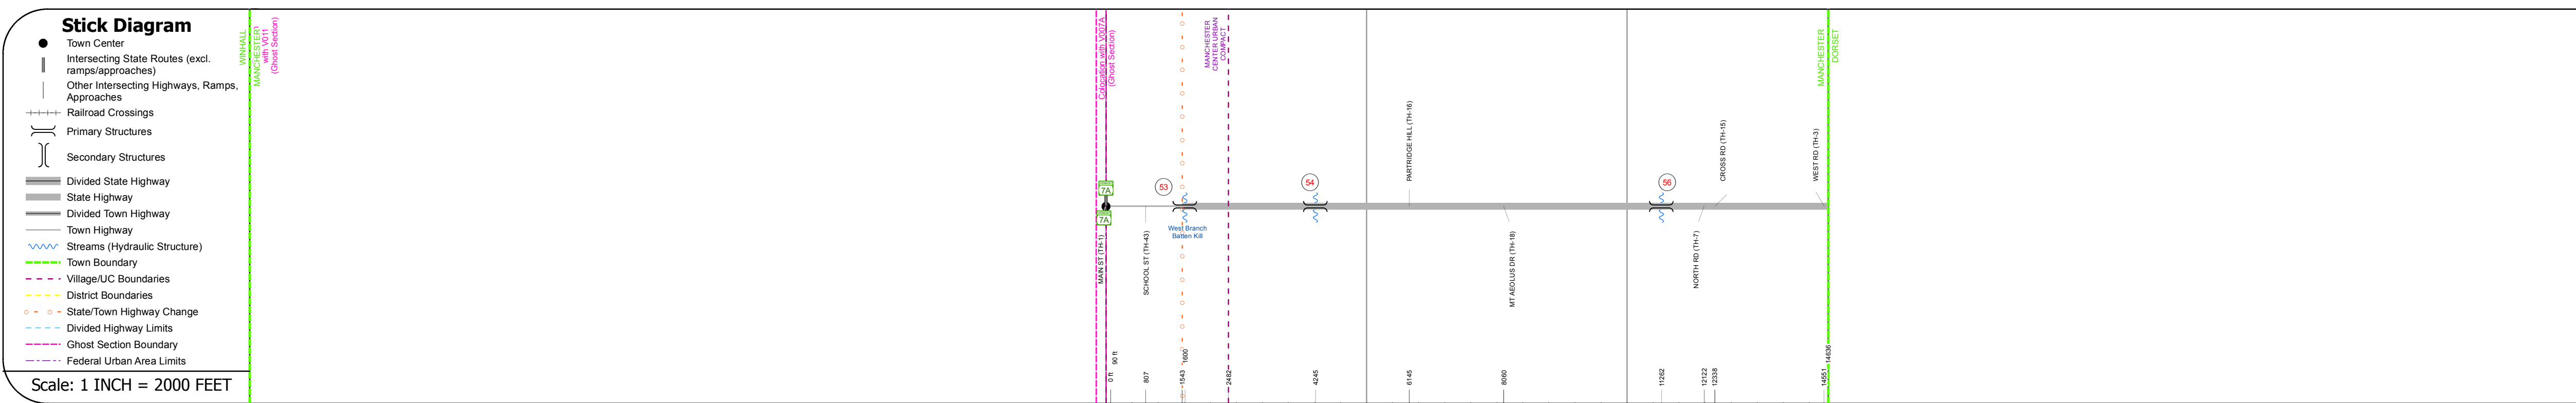 Stick Diagram
Town Center
Intersecting State Routes (excl.
ramps/approaches)
Other Intersecting Highways, Ramps,
Approaches
Railroad Crossings
Primary Structures
Secondary Structures
Divided State Highway
State Highway
Divided Town Highway
Town Highway
Streams (Hydraulic Structure)
Town Boundary
Village/UC Boundaries
District Boundaries
State/Town Highway Change
Divided Highway Limits
Ghost Section Boundary
Federal Urban Area Limits
Scale: 1 INCH = 2000 FEET
WINHALL
MANCHESTER
with V011
(Ghost Section)
Colocation with V007A
(Ghost Section)
MANCHESTER
CENTER URBAN
COMPACT
MANCHESTER
DORSET
PARTRIDGE HILL (TH-16)
CROSS RD (TH-15)
WEST RD (TH-3)
7A
7A
53
54
56
West Branch
Batten Kill
MAIN ST (TH-1)
SCHOOL ST (TH-43)
MT AEOLUS DR (TH-18)
NORTH RD (TH-7)
0 ft
90 ft
807
1543
1600
2482
4245
6145
8060
11262
12122
12338
14551
14636